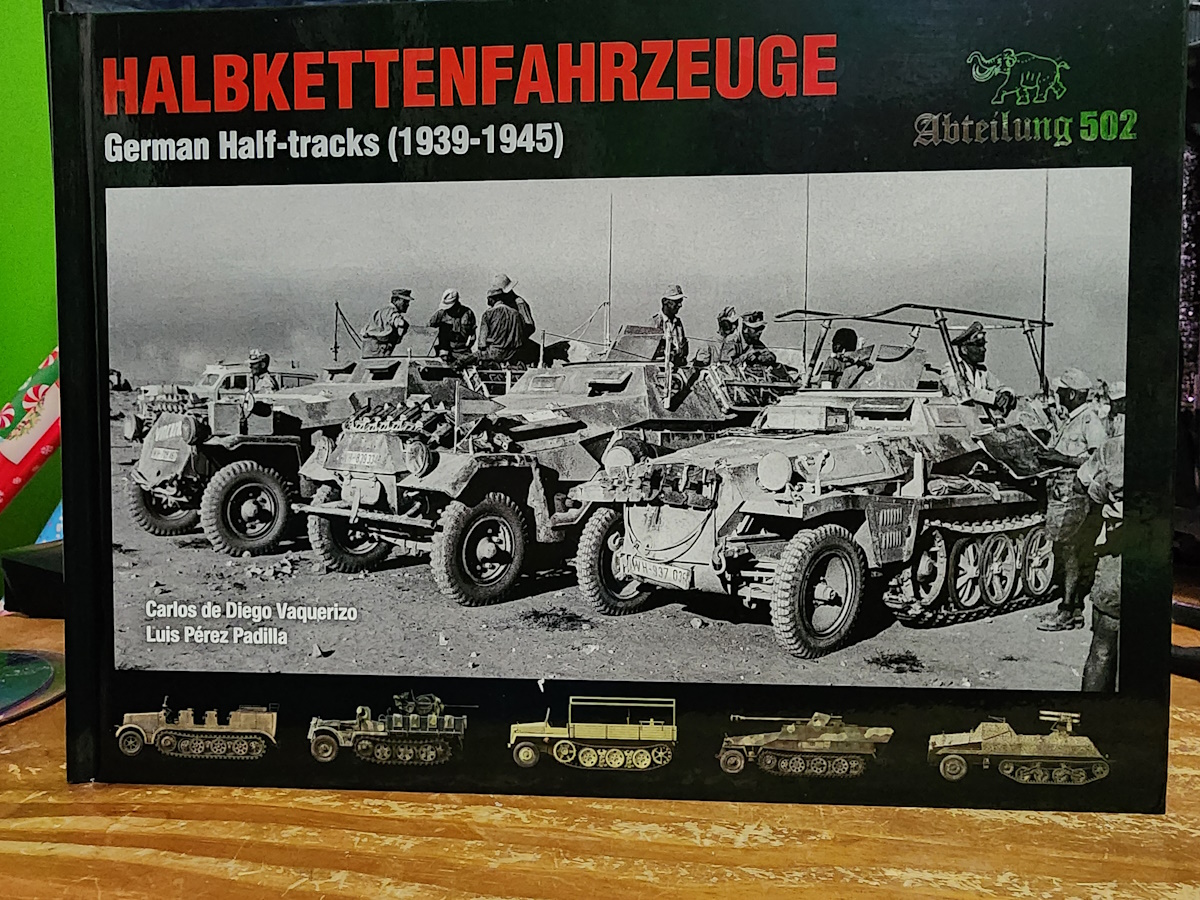 HALBKETTENFAHRZEUGE
German Half-tracks (1939-1945)
Abteilung 502
Carlos de Diego Vaquerizo
Luis Pérez Padilla